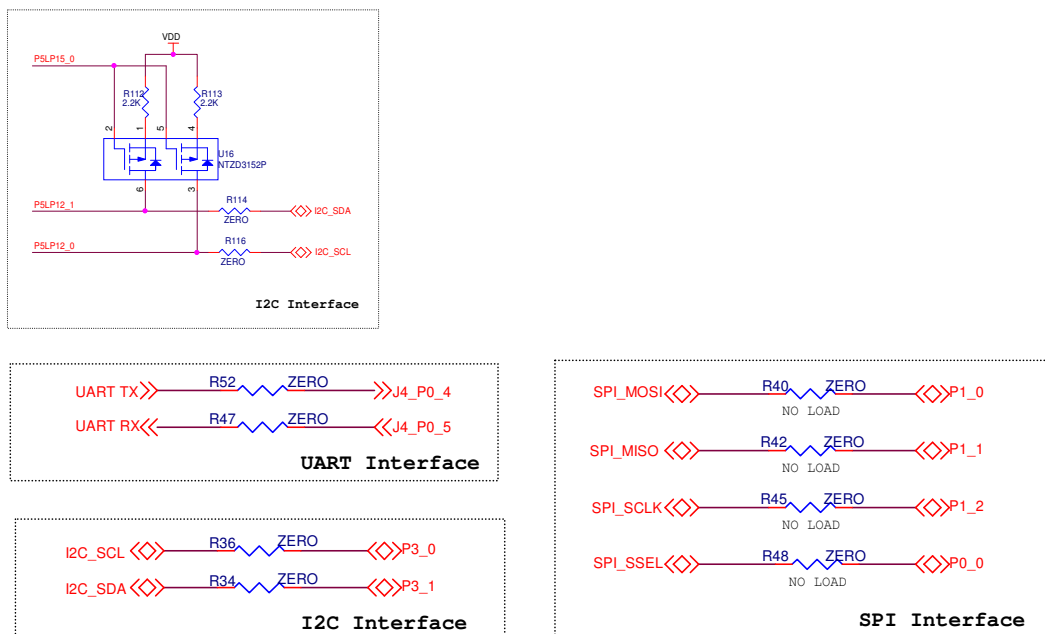 VDD
P5LP15_0
R112
2.2K
R113
2.2K
2
1
5
4
U16
NTZD3152P
6
3
P5LP12_1
R114
ZERO
I2C_SDA
P5LP12_0
R116
ZERO
I2C_SCL
I2C Interface
UART TX R52 ZERO J4_P0_4
UART RX R47 ZERO J4_P0_5
UART Interface
I2C_SCL R36 ZERO P3_0
I2C_SDA R34 ZERO P3_1
I2C Interface
SPI_MOSI R40 ZERO P1_0
NO LOAD
SPI_MISO R42 ZERO P1_1
NO LOAD
SPI_SCLK R45 ZERO P1_2
NO LOAD
SPI_SSEL R48 ZERO P0_0
NO LOAD
SPI Interface